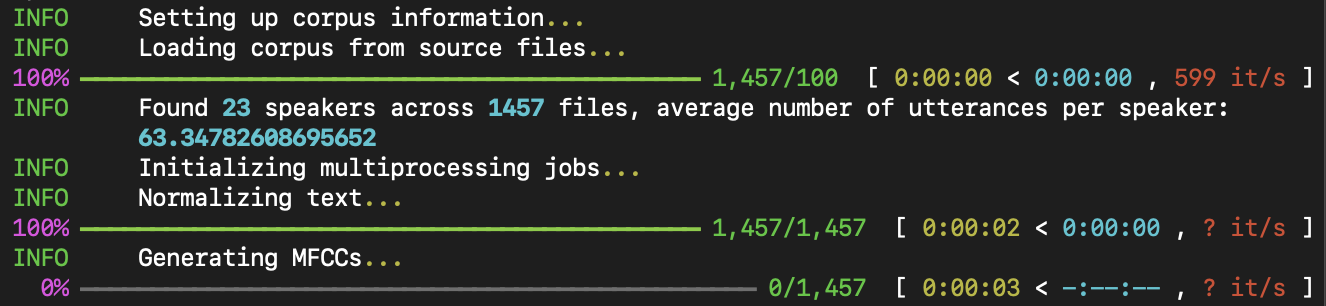 INFO Setting up corpus information...
INFO Loading corpus from source files...
100% 1,457/100 [ 0:00:00 < 0:00:00 , 599 it/s ]
INFO Found 23 speakers across 1457 files, average number of utterances per speaker:
63.34782608695652
INFO Initializing multiprocessing jobs...
INFO Normalizing text...
100% 1,457/1,457 [ 0:00:02 < 0:00:00 , ? it/s ]
INFO Generating MFCCs...
0% 0/1,457 [ 0:00:03 < -:--:-- , ? it/s ]